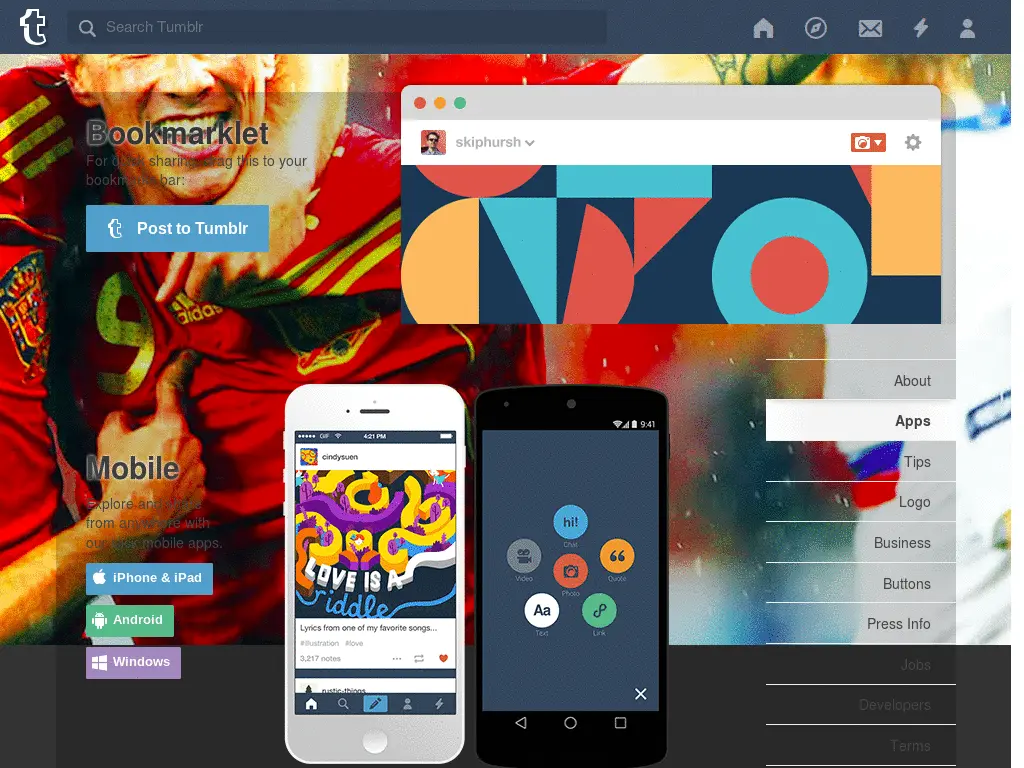 Search Tumblr
Bookmarklet
For quick sharing, drag this to your
bookmarks bar:
Post to Tumblr
skiphursh
9
adidas
Mobile
Explore and
from anywhere with
our mobile apps.
iPhone & iPad
Android
Windows
GIF 4:21 PM
cindysuen
LOVE IS A
riddle
Lyrics from one of my favorite songs...
#illustration #love
3,217 notes
rustic-things
9:41
hi!
Chat
Video
Photo
Quote
Aa
Text
Link
About
Apps
Tips
Logo
Business
Buttons
Press Info
Jobs
Developers
Terms